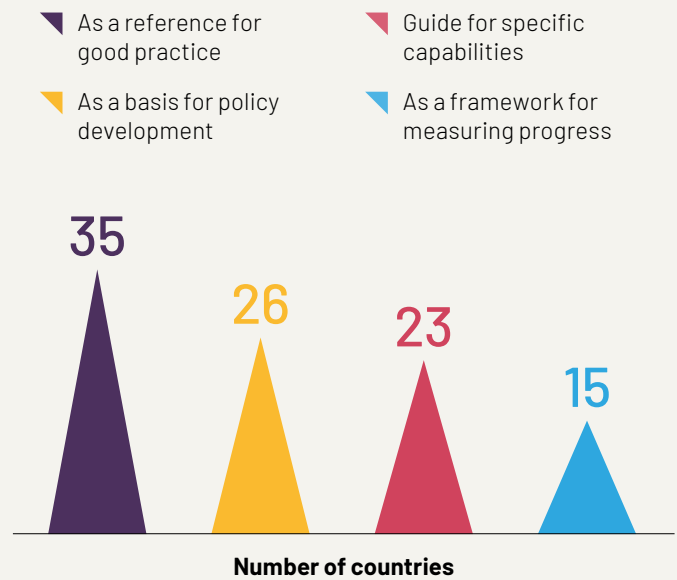 As a reference for
good practice
As a basis for policy
development
Guide for specific
capabilities
As a framework for
measuring progress
35
26
23
15
Number of countries